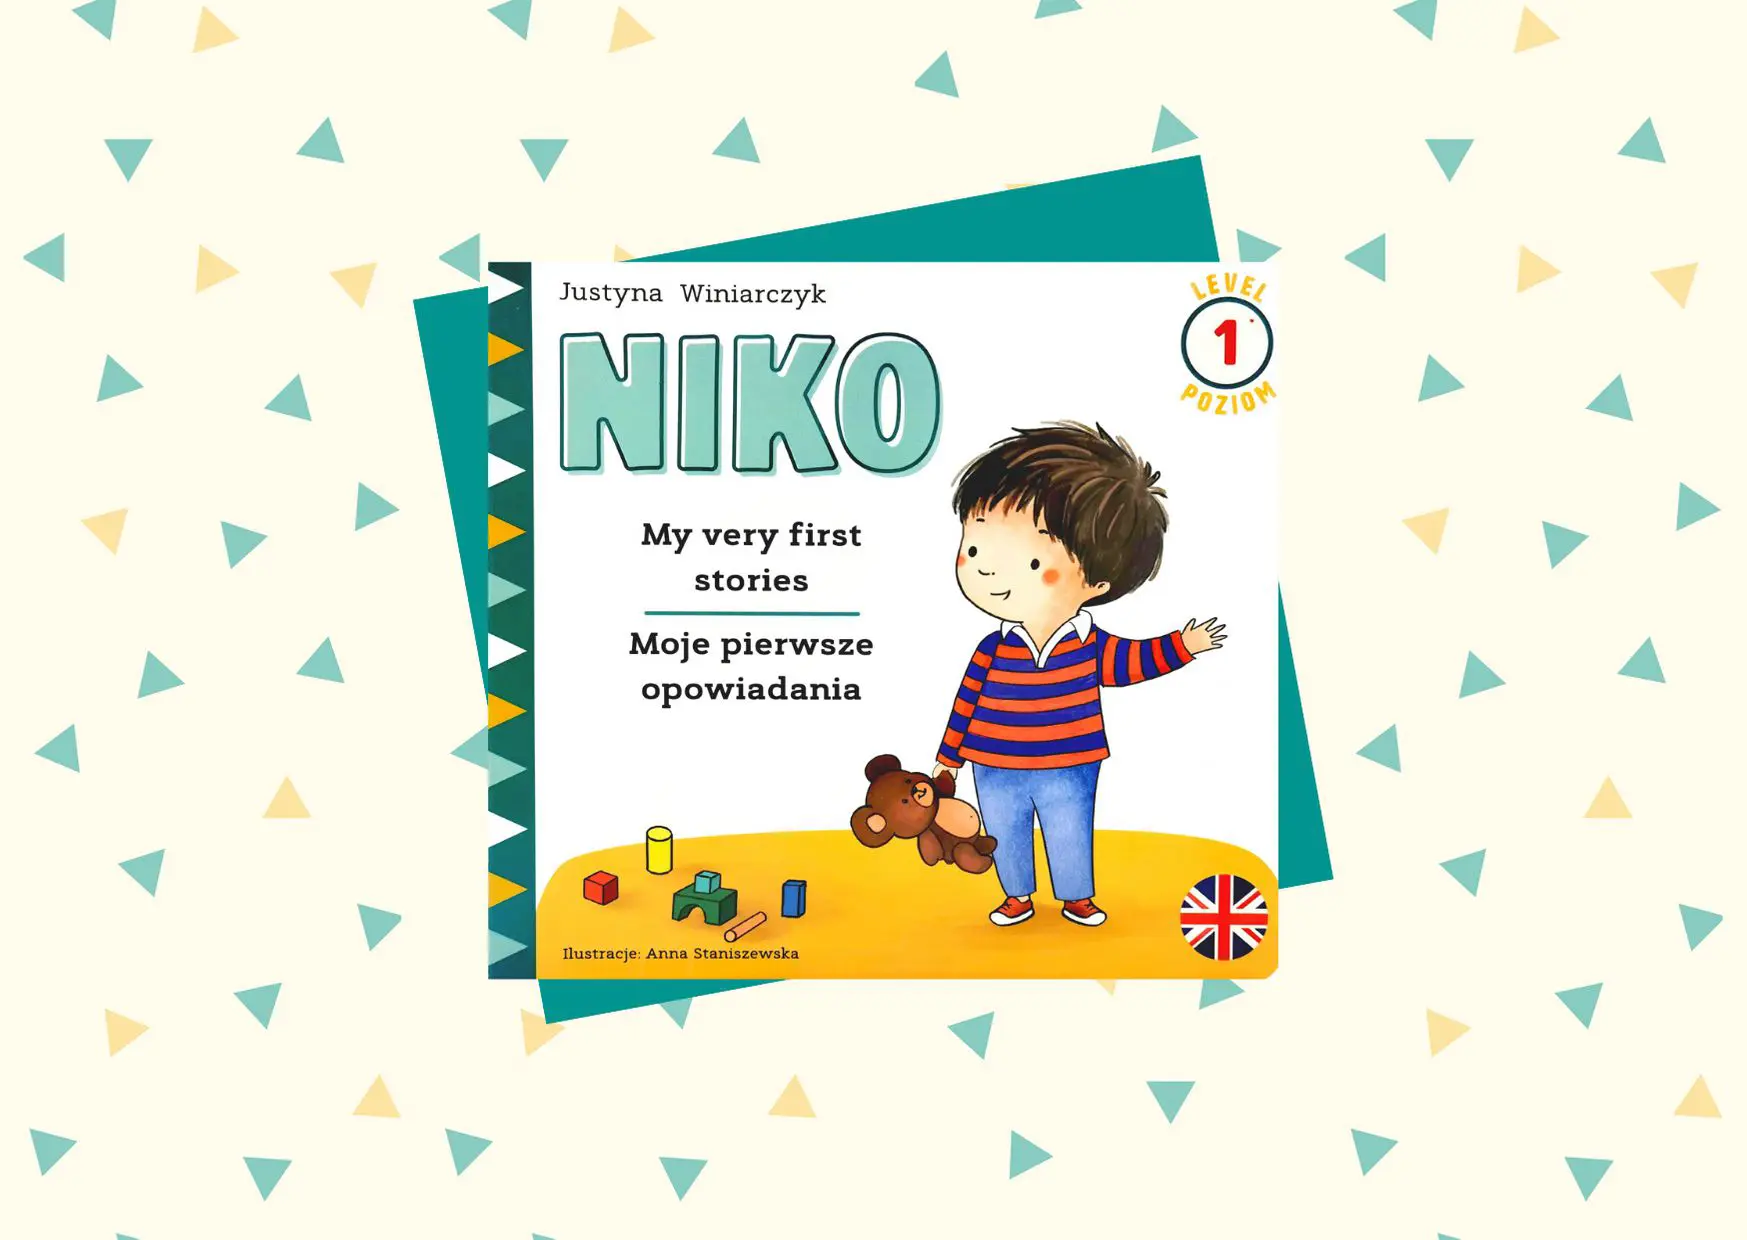 Justyna Winiarczyk
LEVEL
1
POZIOM
NIKO
My very first
stories
Moje pierwsze
opowiadania
Ilustracje: Anna Staniszewska